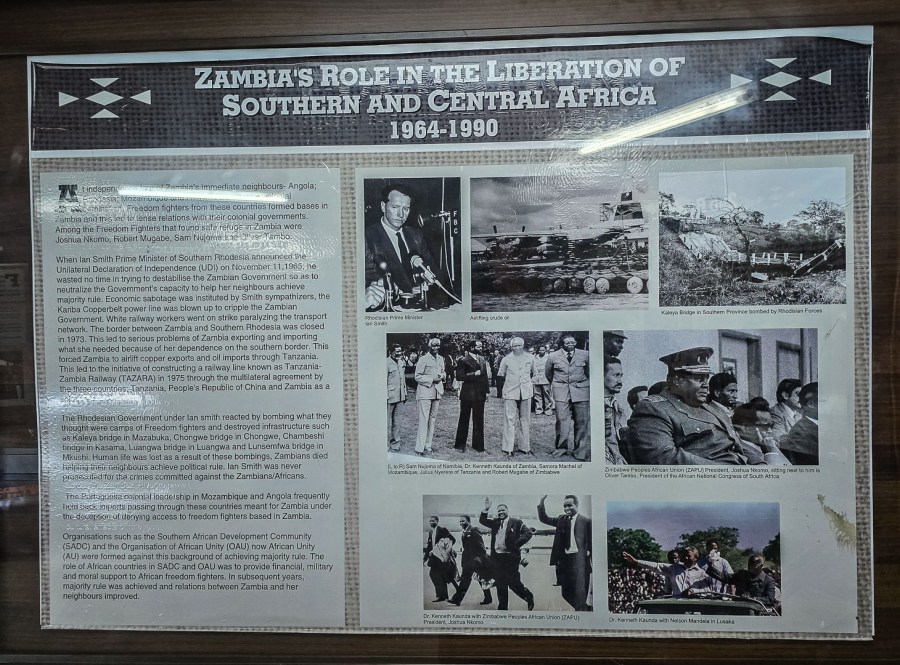 ZAMBIA'S ROLE IN THE LIBERATION OF
SOUTHERN AND CENTRAL AFRICA
1964-1990
Zambia's immediate neighbours- Angola;
Mozambique
Freedom fighters from these countries formed bases in
Zambia and this led to tense relations with their colonial governments.
Among the Freedom Fighters that found safe refuge in Zambia were
Joshua Nkomo, Robert Mugabe, Sam Nujoma and Oliver Tambo.
When Ian Smith Prime Minister of Southern Rhodesia announced the
Unilateral Declaration of Independence (UDI) on November 11,1965, he
wasted no time in trying to destabilise the Zambian Government so as to
neutralize the Government's capacity to help her neighbours achieve
majority rule. Economic sabotage was instituted by Smith sympathizers, the
Kariba Copperbelt power line was blown up to cripple the Zambian
Government. White railway workers went on strike paralyzing the transport
network. The border between Zambia and Southern Rhodesia was closed
in 1973. This led to serious problems of Zambia exporting and importing
what she needed because of her dependence on the southern border. This
forced Zambia to airlift copper exports and oil imports through Tanzania.
This led to the initiative of constructing a railway line known as Tanzania-
Zambia Railway (TAZARA) in 1975 through the multilateral agreement by
the three countries; Tanzania, People's Republic of China and Zambia as a
The Rhodesian Government under Ian smith reacted by bombing what they
thought were camps of Freedom fighters and destroyed infrastructure such
as Kaleya bridge in Mazabuka, Chongwe bridge in Chongwe, Chambeshi
bridge in Kasama, Luangwa bridge in Luangwa and Lunsemfwa bridge in
Mkushi. Human life was lost as a result of these bombings, Zambians died
helping their neighbours achieve political rule. Ian Smith was never
prosecuted for the crimes committed against the Zambians/Africans.
The Portuguese colonial leadership in Mozambique and Angola frequently
held back imports passing through these countries meant for Zambia under
the deception of denying access to freedom fighters based in Zambia.
Organisations such as the Southern African Development Community
(SADC) and the Organisation of African Unity (OAU) now African Unity
(AU) were formed against this background of achieving majority rule. The
role of African countries in SADC and OAU was to provide financial, military
and moral support to African freedom fighters. In subsequent years,
majority rule was achieved and relations between Zambia and her
neighbours improved.
FBC
Rhodesian Prime Minister
Ian Smith
Airlifting crude oil
Kaleya Bridge in Southern Province bombed by Rhodesian Forces
(L to R) Sam Nujoma of Namibia, Dr. Kenneth Kaunda of Zambia, Samora Machel of
Mozambique, Julius Nyerere of Tanzania and Robert Mugabe of Zimbabwe
Zimbabwe Peoples African Union (ZAPU) President, Joshua Nkomo, sitting next to him is
Oliver Tambo, President of the African National Congress of South Africa
Dr. Kenneth Kaunda with Zimbabwe Peoples African Union (ZAPU)
President, Joshua Nkomo
Dr. Kenneth Kaunda with Nelson Mandela in Lusaka